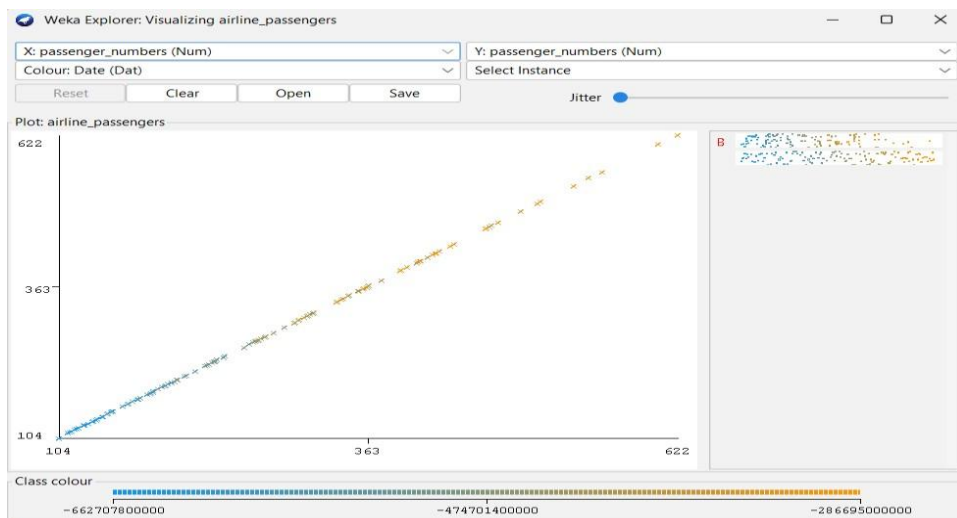 Weka Explorer: Visualizing airline_passengers
X: passenger_numbers (Num) Y: passenger_numbers (Num)
Colour: Date (Dat) Select Instance
Reset Clear Open Save Jitter
Plot: airline_passengers
622
363
104
104 363 622
B
Class colour
-662707800000 -474701400000 -286695000000